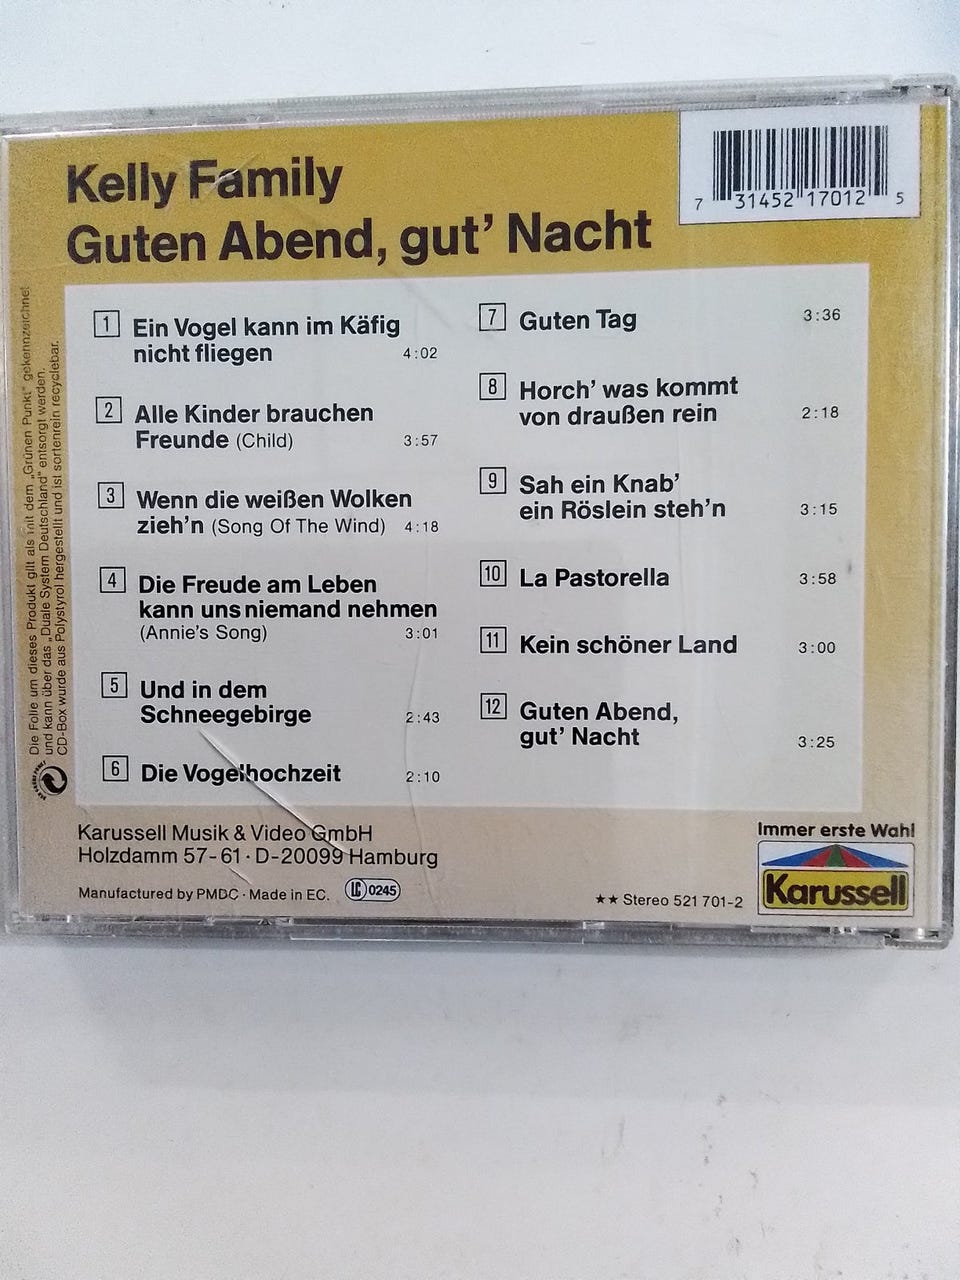 Kelly Family
Guten Abend, gut' Nacht
7 31452 17012 5
1 Ein Vogel kann im Käfig
nicht fliegen 4:02
2 Alle Kinder brauchen
Freunde (Child) 3:57
3 Wenn die weißen Wolken
zieh'n (Song Of The Wind) 4:18
4 Die Freude am Leben
kann uns niemand nehmen
(Annie's Song) 3:01
5 Und in dem
Schneegebirge 2:43
6 Die Vogelhochzeit 2:10
7 Guten Tag 3:36
8 Horch' was kommt
von draußen rein 2:18
9 Sah ein Knab'
ein Röslein steh'n 3:15
10 La Pastorella 3:58
11 Kein schöner Land 3:00
12 Guten Abend,
gut' Nacht 3:25
Die Folie um dieses Produkt gilt als mit dem „Grünen Punkt" gekennzeichnet
und kann über das „Duale System Deutschland" entsorgt werden.
CD-Box wurde aus Polystyrol hergestellt und ist sortenrein recyclebar.
DER GRÜNE PUNKT
Karussell Musik & Video GmbH
Holzdamm 57-61 · D-20099 Hamburg
Manufactured by PMDC · Made in EC. LC 0245
★★ Stereo 521 701-2
Immer erste Wahl
Karussell